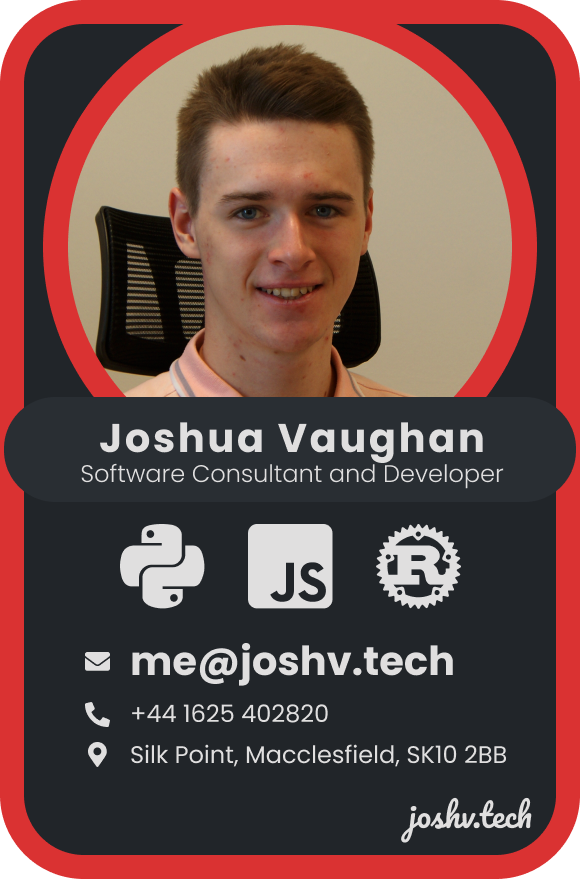 Joshua Vaughan
Software Consultant and Developer
JS
R
me@joshv.tech
+44 1625 402820
Silk Point, Macclesfield, SK10 2BB
joshv.tech